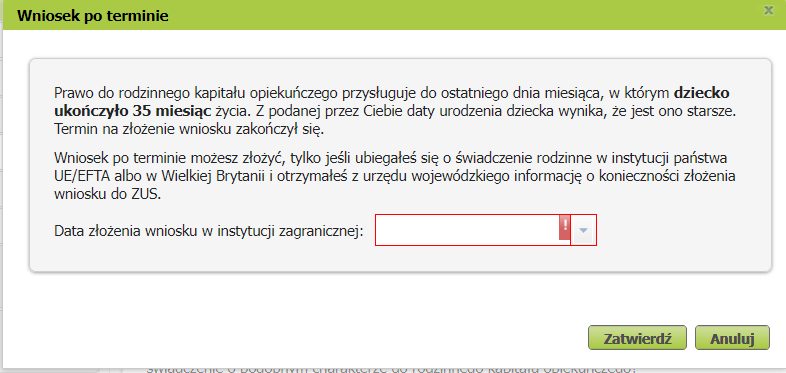 Wniosek po terminie
x
Prawo do rodzinnego kapitału opiekuńczego przysługuje do ostatniego dnia miesiąca, w którym dziecko
ukończyło 35 miesiąc życia. Z podanej przez Ciebie daty urodzenia dziecka wynika, że jest ono starsze.
Termin na złożenie wniosku zakończył się.
Wniosek po terminie możesz złożyć, tylko jeśli ubiegałeś się o świadczenie rodzinne w instytucji państwa
UE/EFTA albo w Wielkiej Brytanii i otrzymałeś z urzędu wojewódzkiego informację o konieczności złożenia
wniosku do ZUS.
Data złożenia wniosku w instytucji zagranicznej: !
Zatwierdź Anuluj
świadczenie o podobnym charakterze do rodzinnego kapitału opiekuńczego?